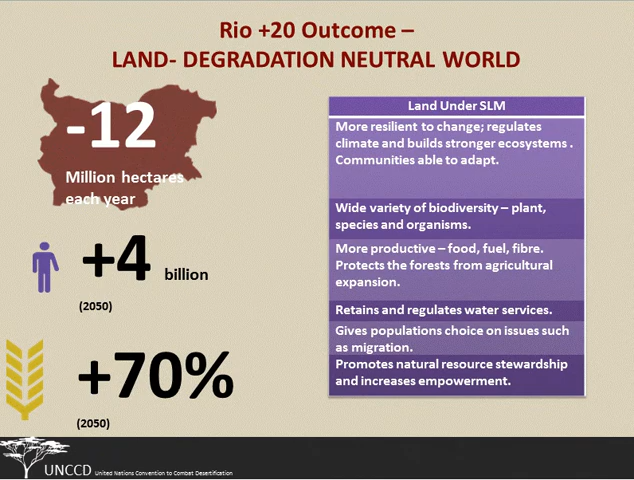 Rio +20 Outcome –
LAND- DEGRADATION NEUTRAL WORLD
-12
Million hectares
each year
+4 billion
(2050)
+70%
(2050)
Land Under SLM
More resilient to change; regulates
climate and builds stronger ecosystems .
Communities able to adapt.
Wide variety of biodiversity – plant,
species and organisms.
More productive – food, fuel, fibre.
Protects the forests from agricultural
expansion.
Retains and regulates water services.
Gives populations choice on issues such
as migration.
Promotes natural resource stewardship
and increases empowerment.
UNCCD United Nations Convention to Combat Desertification